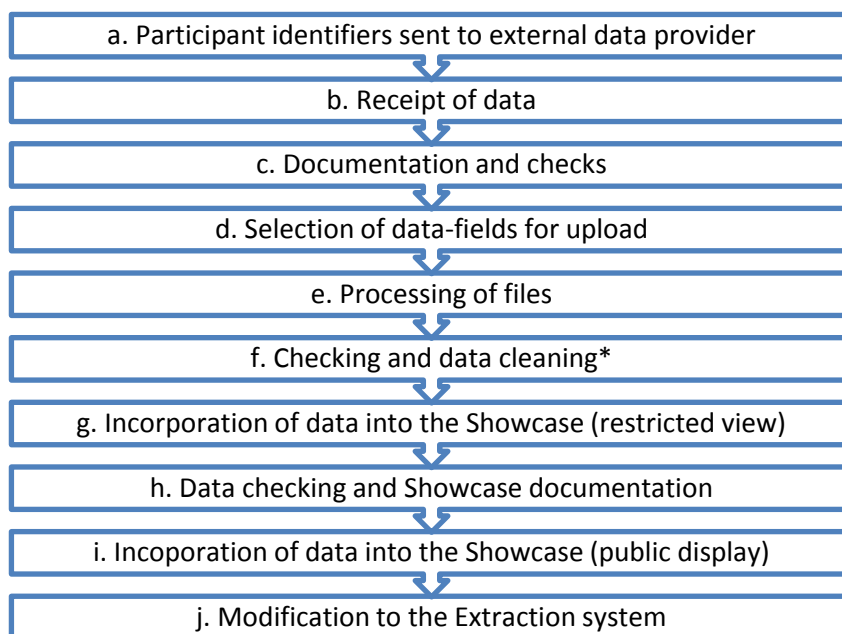 a. Participant identifiers sent to external data provider
b. Receipt of data
c. Documentation and checks
d. Selection of data-fields for upload
e. Processing of files
f. Checking and data cleaning*
g. Incorporation of data into the Showcase (restricted view)
h. Data checking and Showcase documentation
i. Incoporation of data into the Showcase (public display)
j. Modification to the Extraction system